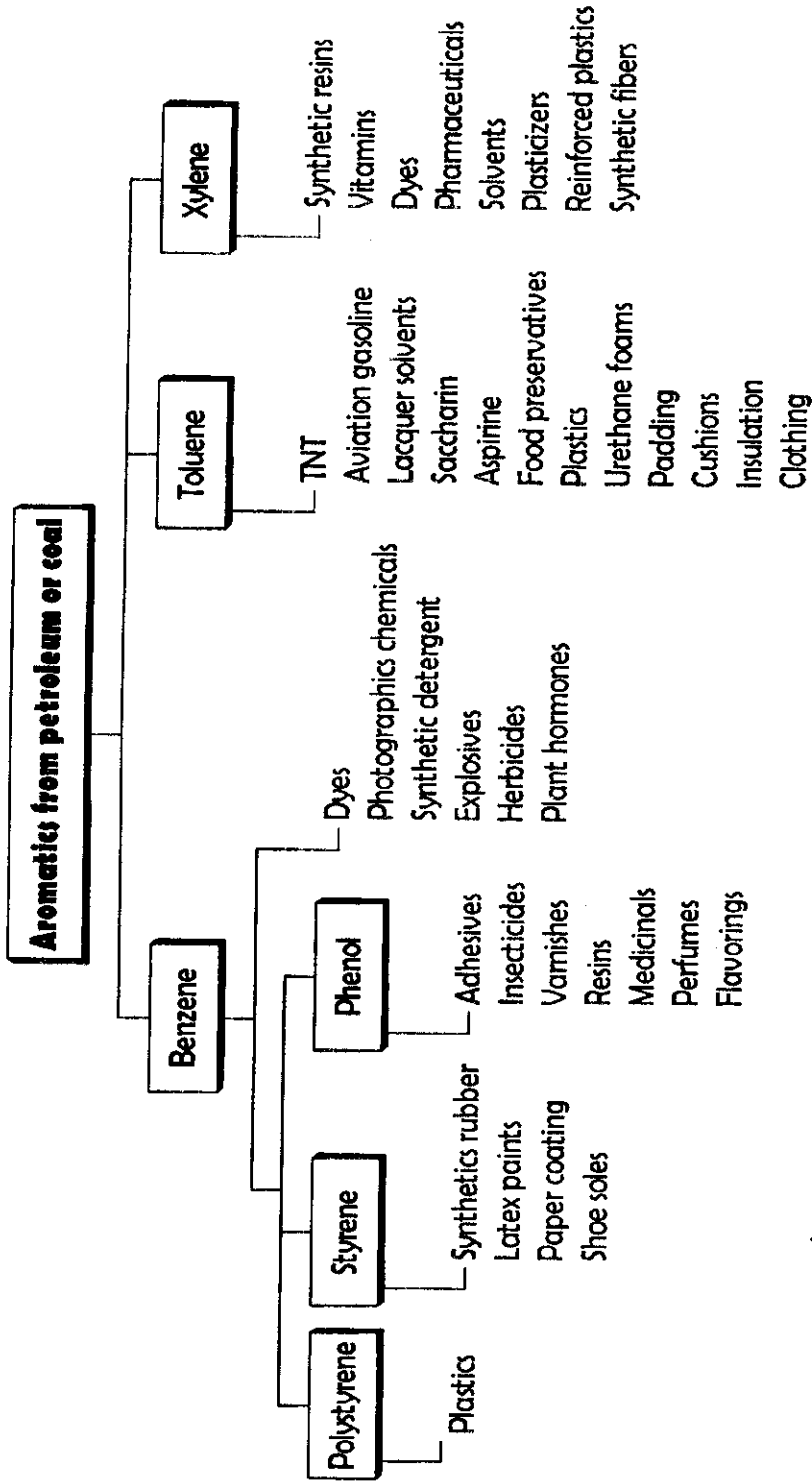 Aromatics from petroleum or coal
Benzene
Toluene
Xylene
Polystyrene
Styrene
Phenol
Plastics
Synthetics rubber
Latex paints
Paper coating
Shoe soles
Adhesives
Insecticides
Varnishes
Resins
Medicinals
Perfumes
Flavorings
Dyes
Photographics chemicals
Synthetic detergent
Explosives
Herbicides
Plant hormones
TNT
Aviation gasoline
Lacquer solvents
Saccharin
Aspirine
Food preservatives
Plastics
Urethane foams
Padding
Cushions
Insulation
Clothing
Synthetic resins
Vitamins
Dyes
Pharmaceuticals
Solvents
Plasticizers
Reinforced plastics
Synthetic fibers